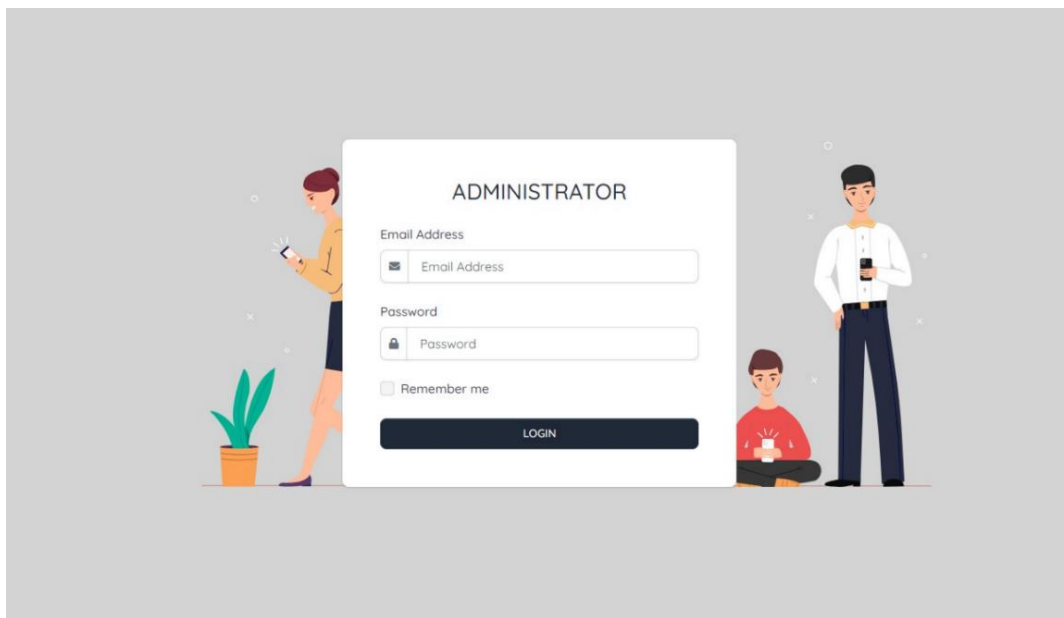 ADMINISTRATOR
Email Address
Email Address
Password
Password
Remember me
LOGIN